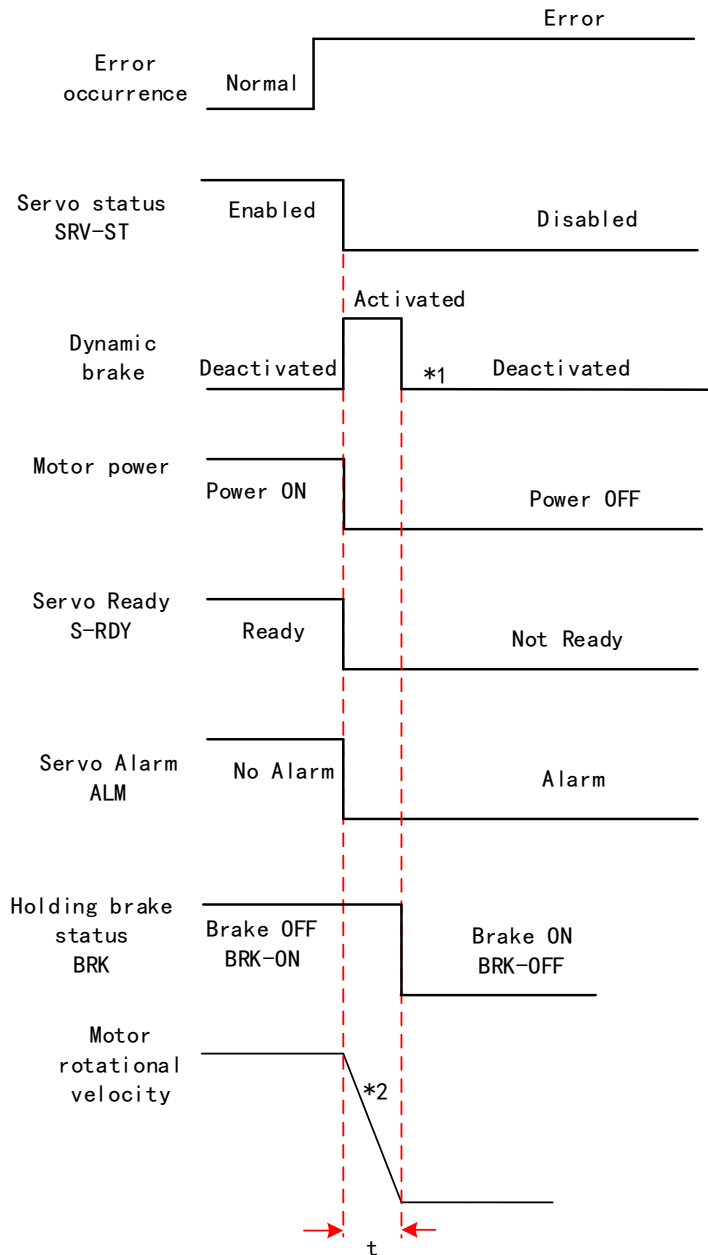 Error
Error
occurrence
Normal
Servo status
SRV-ST
Enabled
Disabled
Activated
Dynamic
brake
Deactivated
*1
Deactivated
Motor power
Power ON
Power OFF
Servo Ready
S-RDY
Ready
Not Ready
Servo Alarm
ALM
No Alarm
Alarm
Holding brake
status
BRK
Brake OFF
BRK-ON
Brake ON
BRK-OFF
Motor
rotational
velocity
*2
t